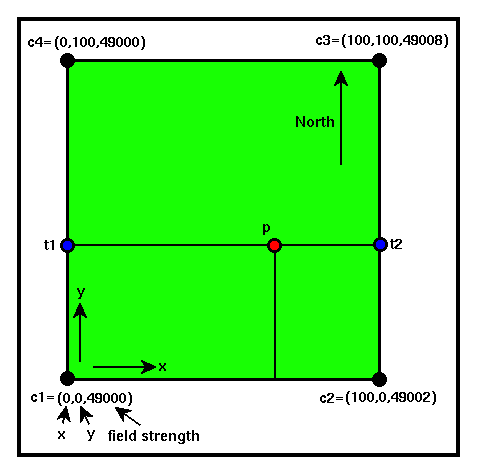 c4=(0,100,49000) c3=(100,100,49008)
North
p
t1 t2
y
x
c1=(0,0,49000) c2=(100,0,49002)
x y field strength